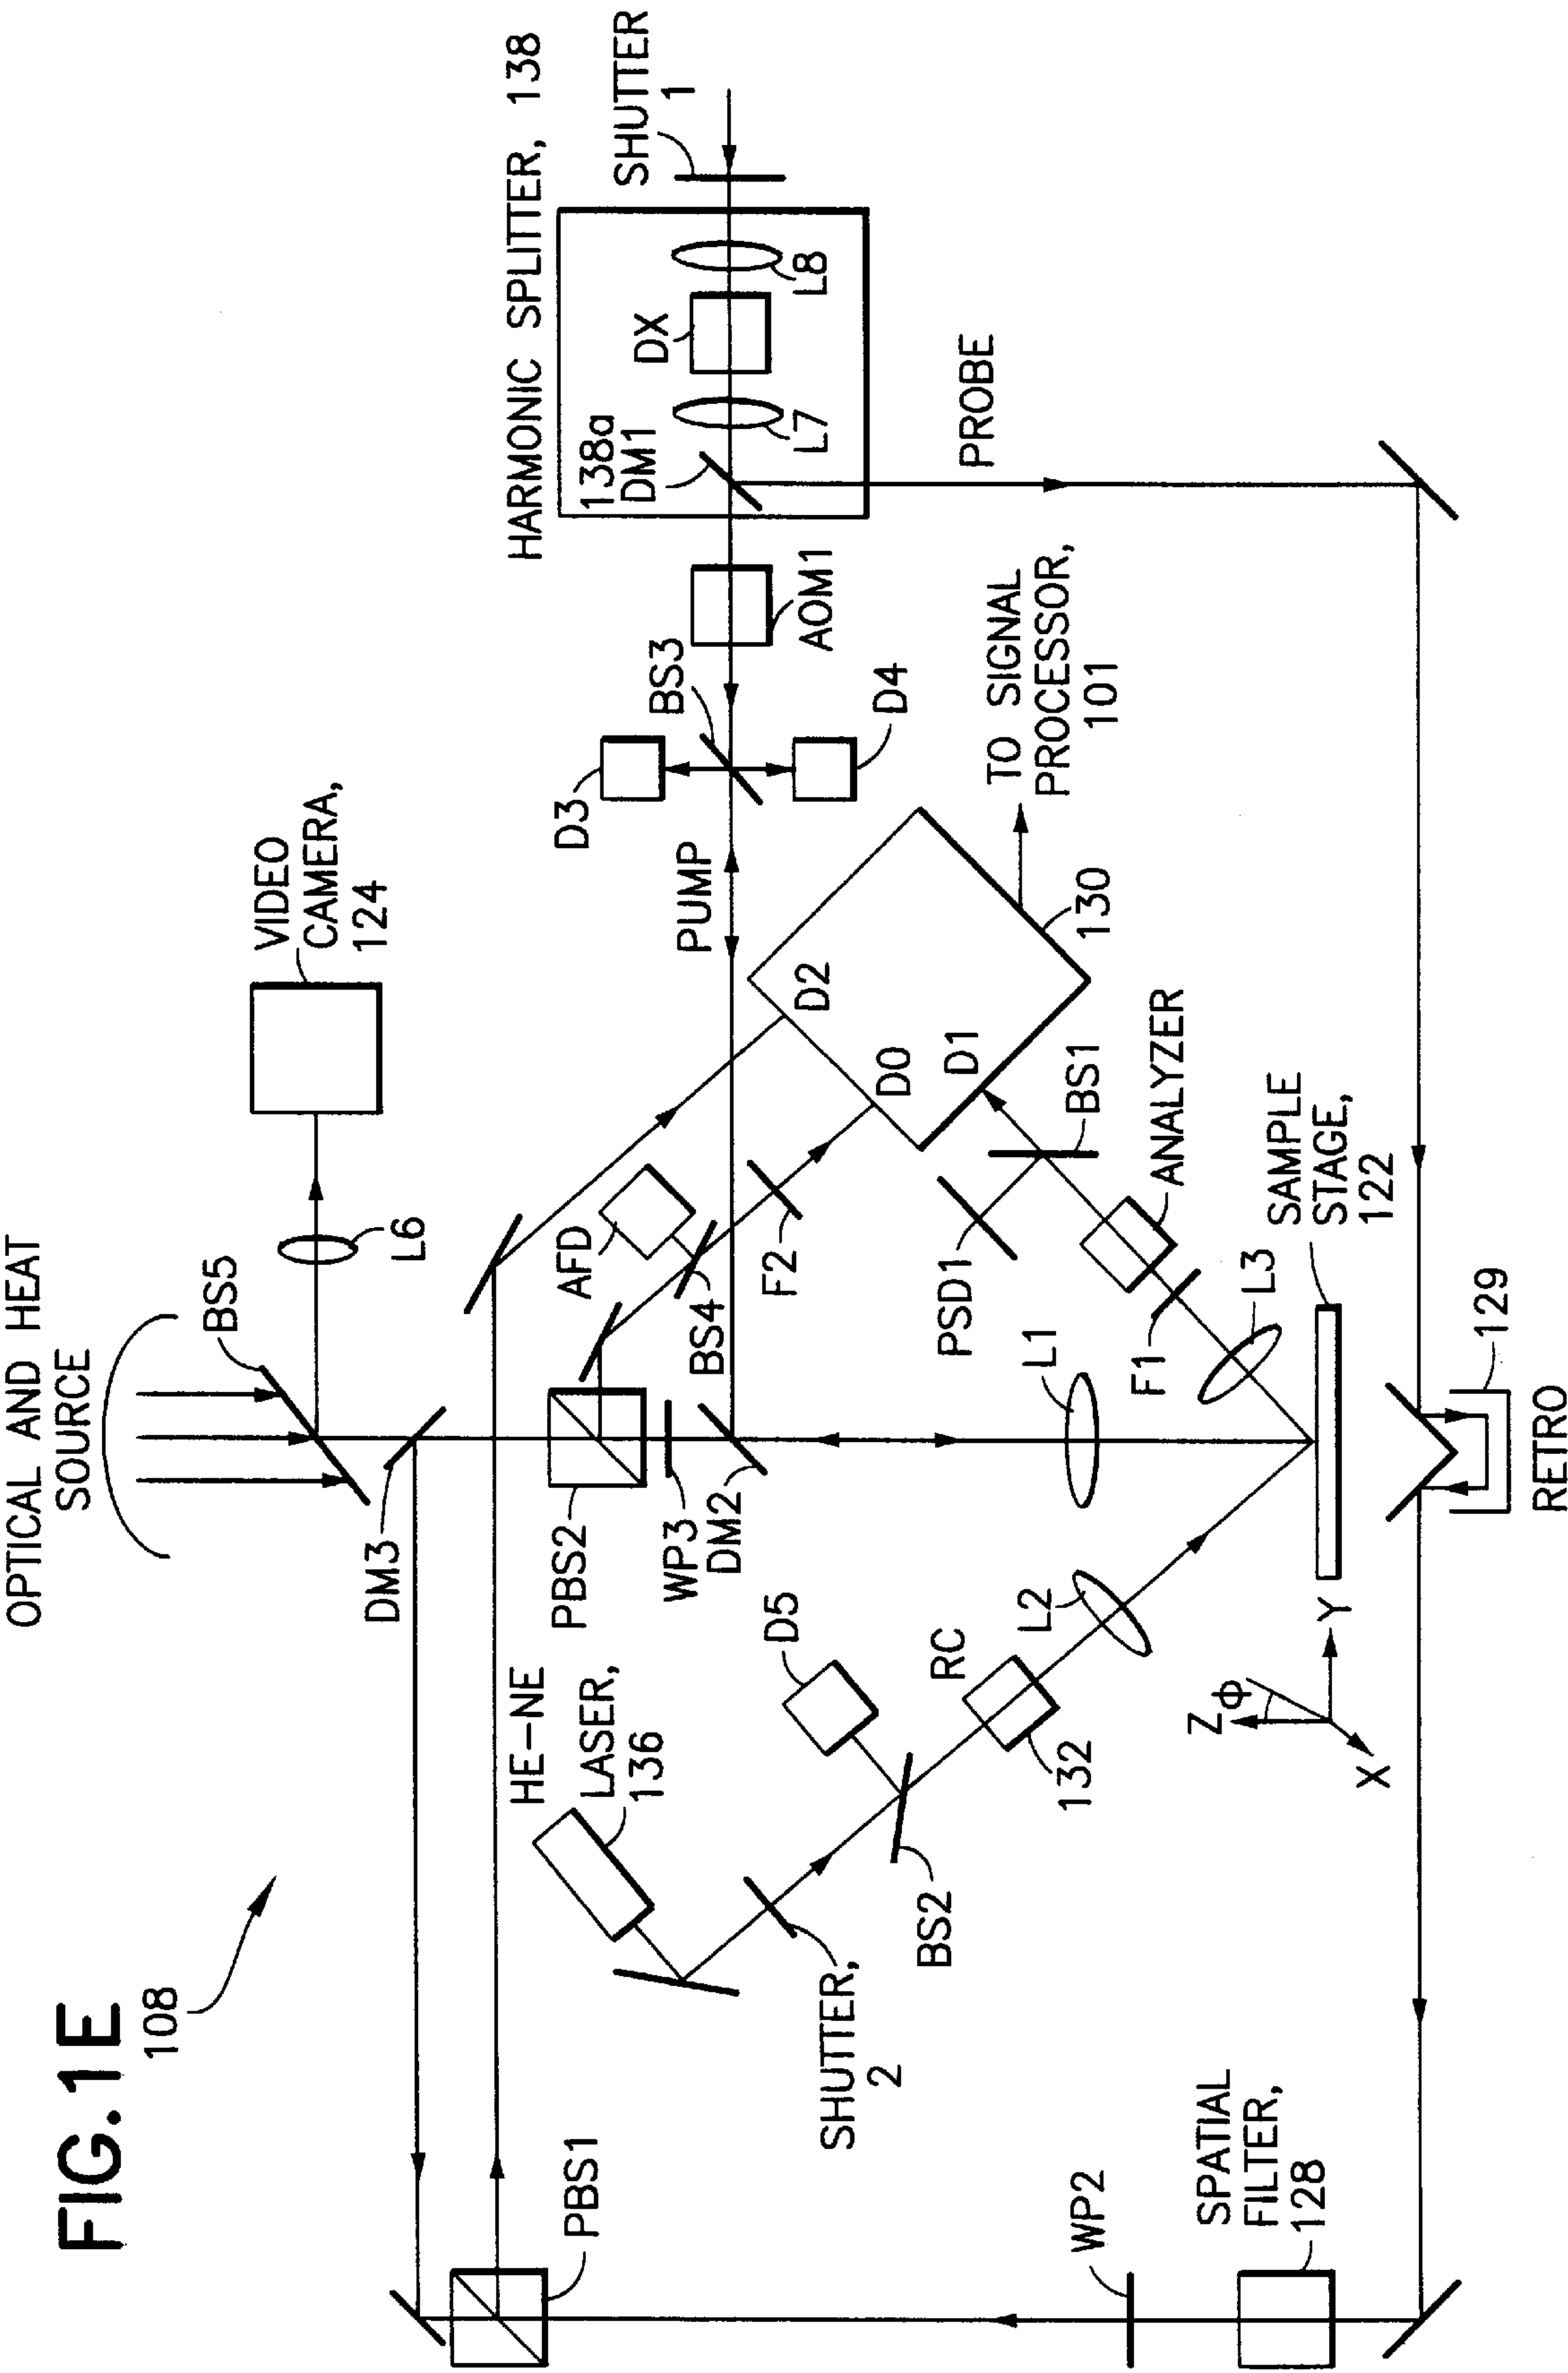 FIG.1E
108
OPTICAL AND HEAT
SOURCE
BS5
VIDEO
CAMERA,
124
L6
DM3
HARMONIC SPLITTER, 138
SHUTTER
1
DX
L8
138a
DM1
L7
AOM1
BS3
D3
D4
PUMP
PROBE
PBS2
WP3
DM2
AFD
BS4
F2
D2
D0
D1
130
TO SIGNAL
PROCESSOR,
101
HE-NE
LASER,
136
D5
RC
132
L2
L1
PSD1
BS1
ANALYZER
F1
L3
SAMPLE
STAGE,
122
SHUTTER,
2
BS2
Z
ϕ
Y
X
129
RETRO
PBS1
WP2
SPATIAL
FILTER,
128